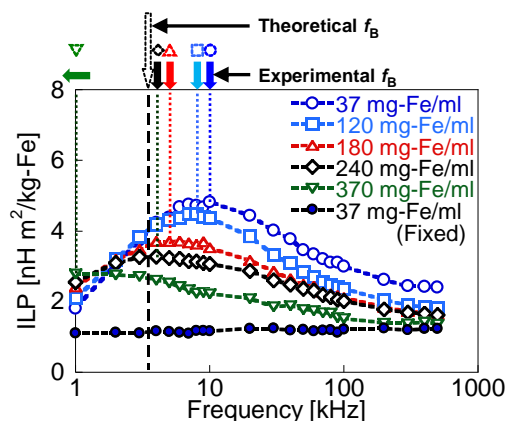 Theoretical fB
Experimental fB
37 mg-Fe/ml
120 mg-Fe/ml
180 mg-Fe/ml
240 mg-Fe/ml
370 mg-Fe/ml
37 mg-Fe/ml
(Fixed)
ILP [nH m²/kg-Fe]
8
6
4
2
0
1
10
100
1000
Frequency [kHz]